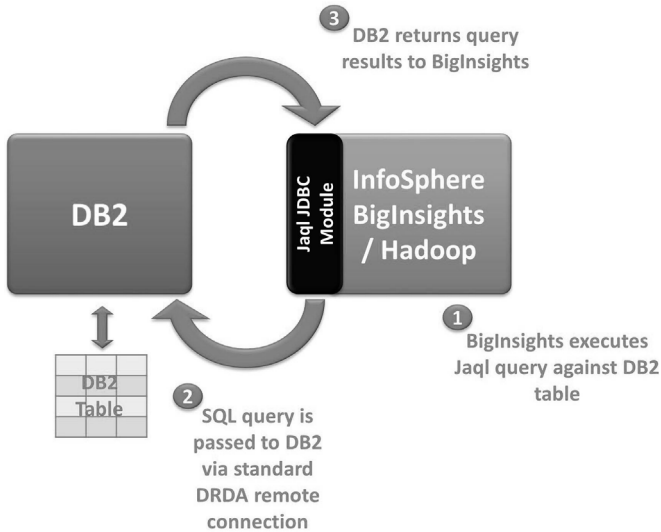 3
DB2 returns query
results to BigInsights
DB2
Jaql JDBC
Module
InfoSphere
BigInsights
/ Hadoop
1
BigInsights executes
Jaql query against DB2
table
DB2
Table
2
SQL query is
passed to DB2
via standard
DRDA remote
connection